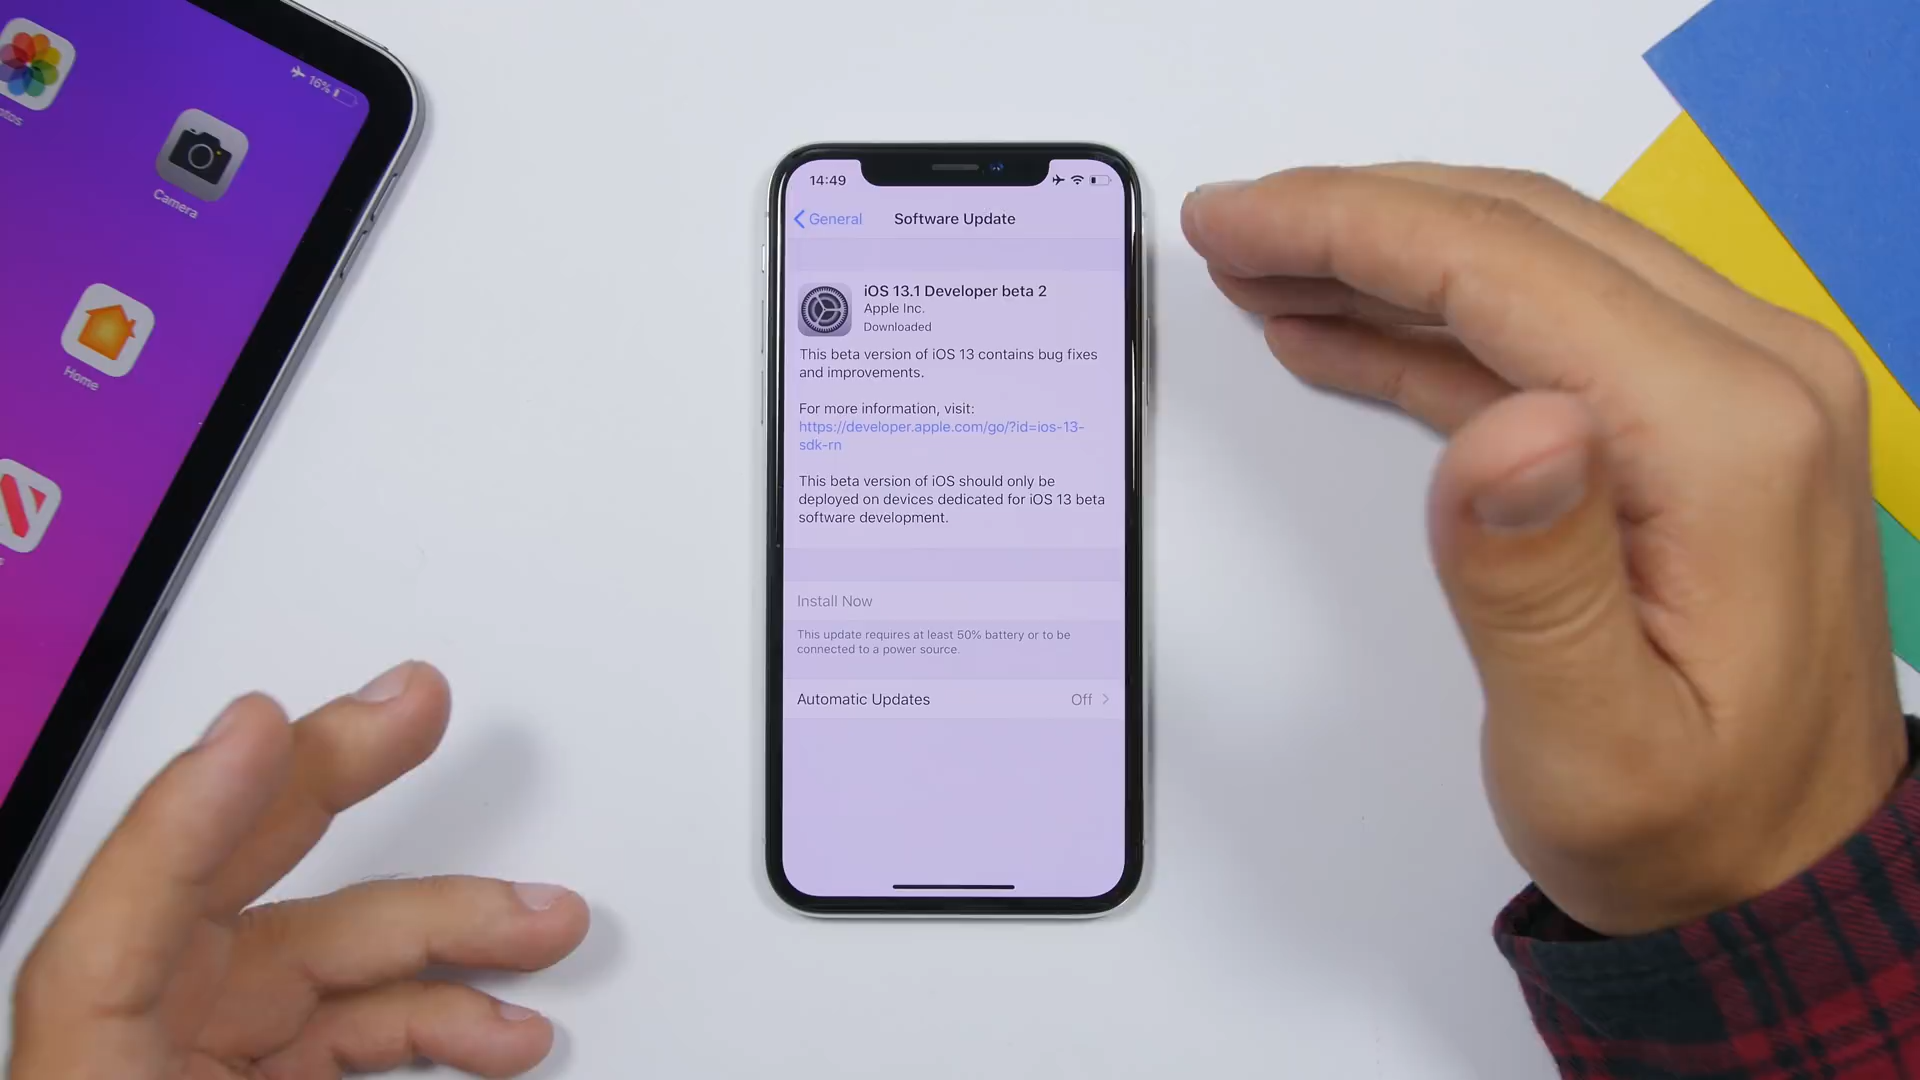 16%
Camera
Home
14:49
General
Software Update
iOS 13.1 Developer beta 2
Apple Inc.
Downloaded
This beta version of iOS 13 contains bug fixes
and improvements.
For more information, visit:
https://developer.apple.com/go/?id=ios-13-
sdk-rn
This beta version of iOS should only be
deployed on devices dedicated for iOS 13 beta
software development.
Install Now
This update requires at least 50% battery or to be
connected to a power source.
Automatic Updates
Off